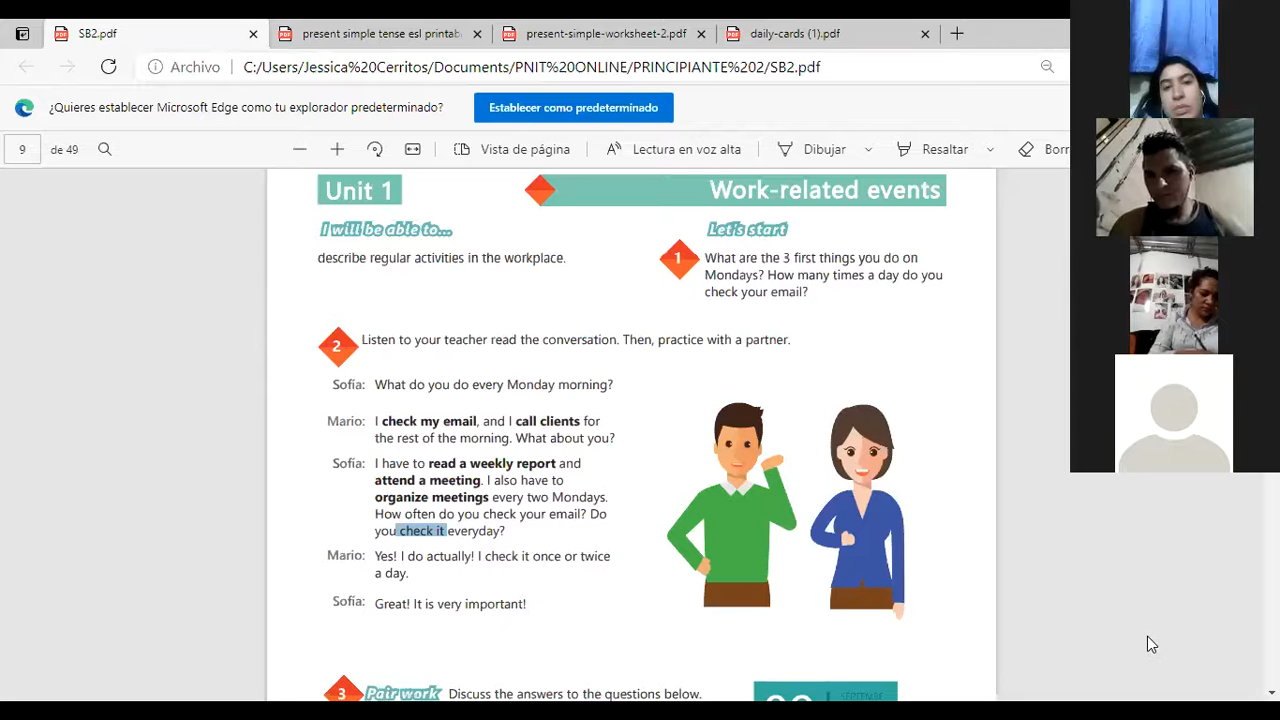 SB2.pdf
present simple tense esl printab
present-simple-worksheet-2.pdf
daily-cards (1).pdf
Archivo
C:/Users/Jessica%20Cerritos/Documents/PNIT%20ONLINE/PRINCIPIANTE%202/SB2.pdf
¿Quieres establecer Microsoft Edge como tu explorador predeterminado?
Establecer como predeterminado
9
de 49
Vista de página
Lectura en voz alta
Dibujar
Resaltar
Borr
Unit 1
Work-related events
I will be able to...
describe regular activities in the workplace.
Let's start
1
What are the 3 first things you do on
Mondays? How many times a day do you
check your email?
2
Listen to your teacher read the conversation. Then, practice with a partner.
Sofía: What do you do every Monday morning?
Mario: I check my email, and I call clients for
the rest of the morning. What about you?
Sofía: I have to read a weekly report and
attend a meeting. I also have to
organize meetings every two Mondays.
How often do you check your email? Do
you check it everyday?
Mario: Yes! I do actually! I check it once or twice
a day.
Sofía: Great! It is very important!
3
Pair work
Discuss the answers to the questions below.